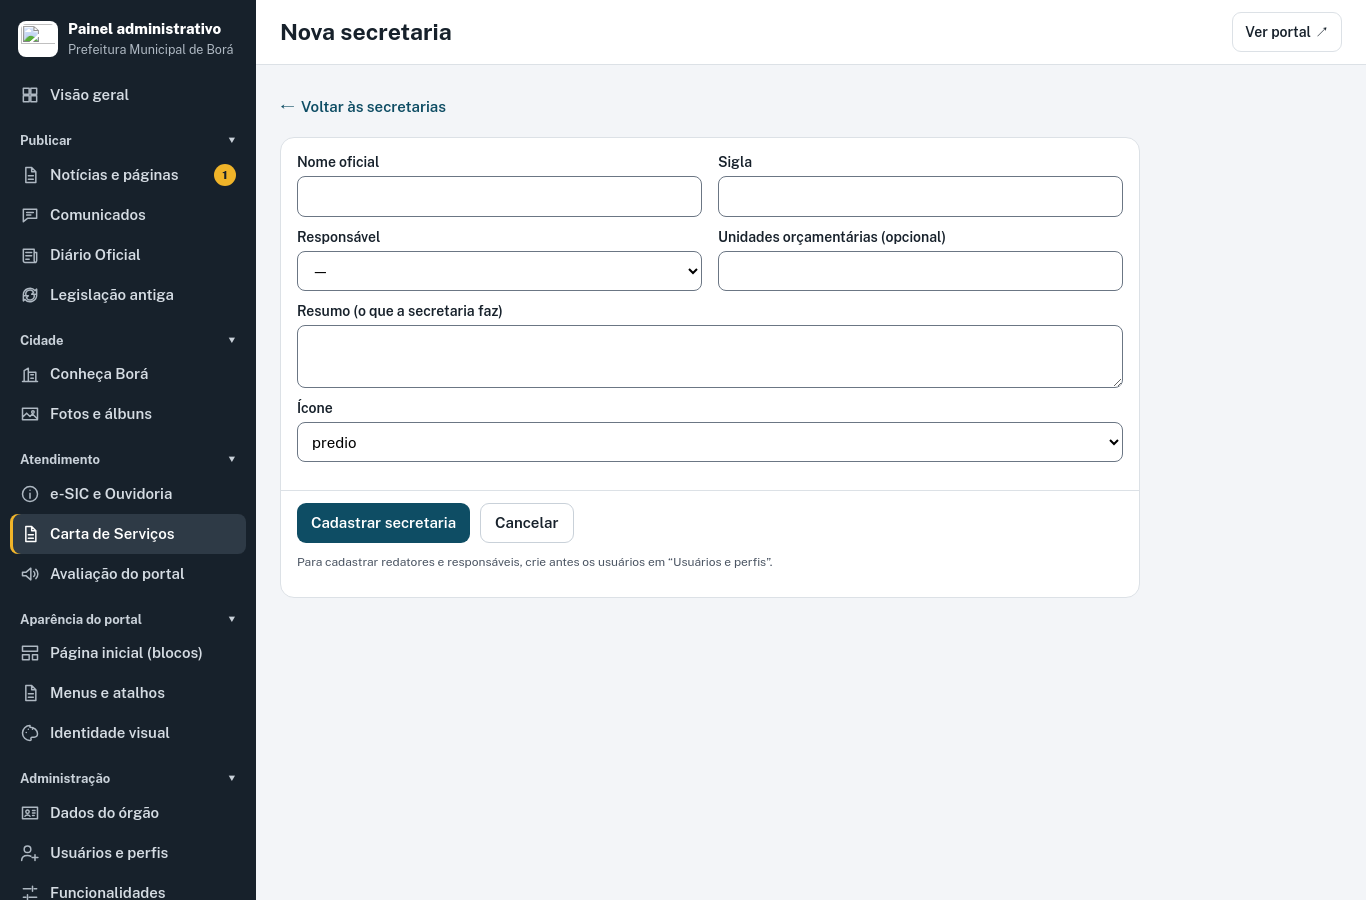 Painel administrativo
Prefeitura Municipal de Borá
Visão geral
Publicar
Notícias e páginas 1
Comunicados
Diário Oficial
Legislação antiga
Cidade
Conheça Borá
Fotos e álbuns
Atendimento
e-SIC e Ouvidoria
Carta de Serviços
Avaliação do portal
Aparência do portal
Página inicial (blocos)
Menus e atalhos
Identidade visual
Administração
Dados do órgão
Usuários e perfis
Funcionalidades
Nova secretaria
Ver portal ↗
← Voltar às secretarias
Nome oficial
Sigla
Responsável
Unidades orçamentárias (opcional)
—
Resumo (o que a secretaria faz)
Ícone
predio
Cadastrar secretaria
Cancelar
Para cadastrar redatores e responsáveis, crie antes os usuários em “Usuários e perfis”.